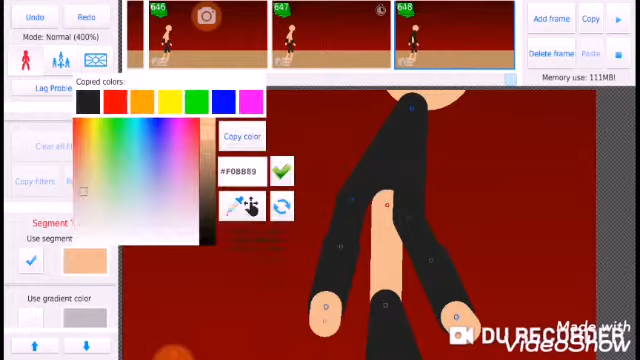 Undo
Redo
Mode: Normal (400%)
646
647
648
Add frame
Copy
Delete frame
Paste
Memory use: 111MB!
Lag Proble
Copied colors:
Copy color
#F0BB89
Clear all fi
Copy filters
Segment
Use segment
Use gradient color
Made with
DU RECORDER
VideoShow